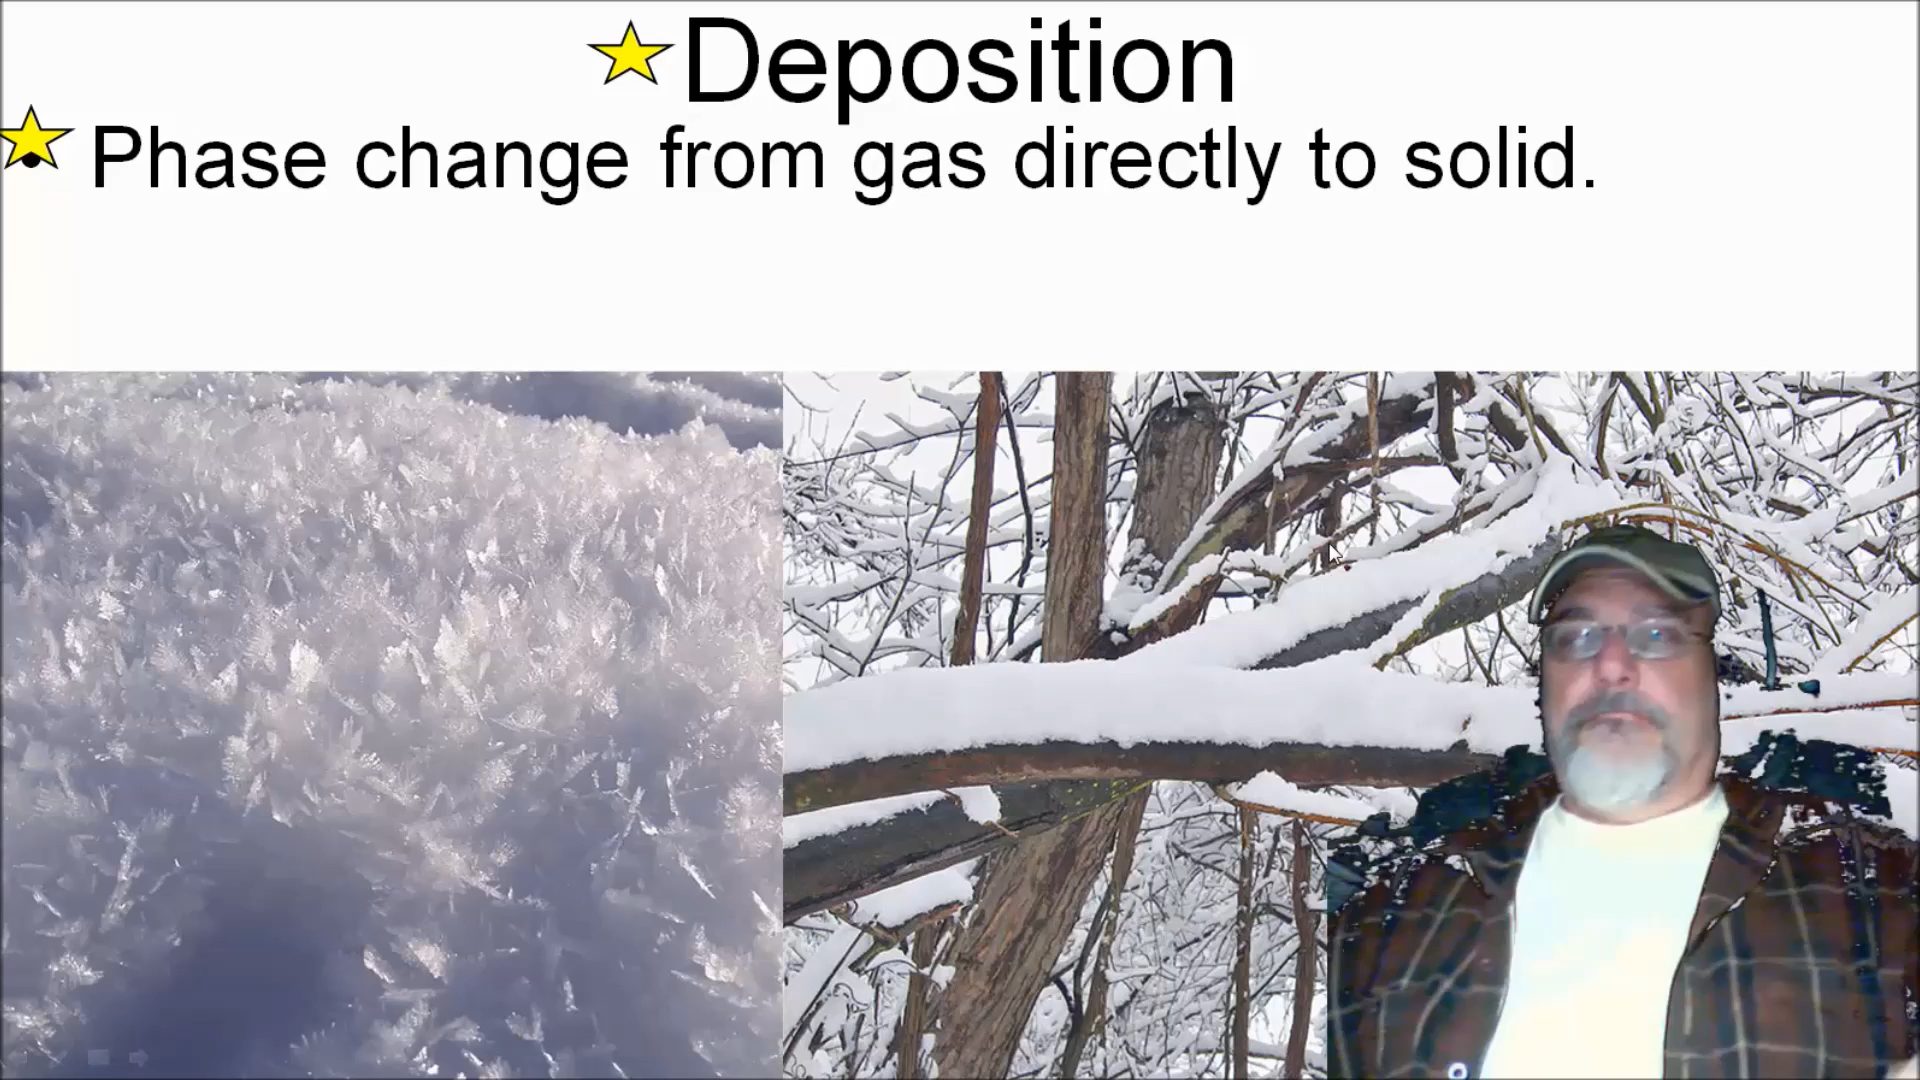 Deposition
Phase change from gas directly to solid.